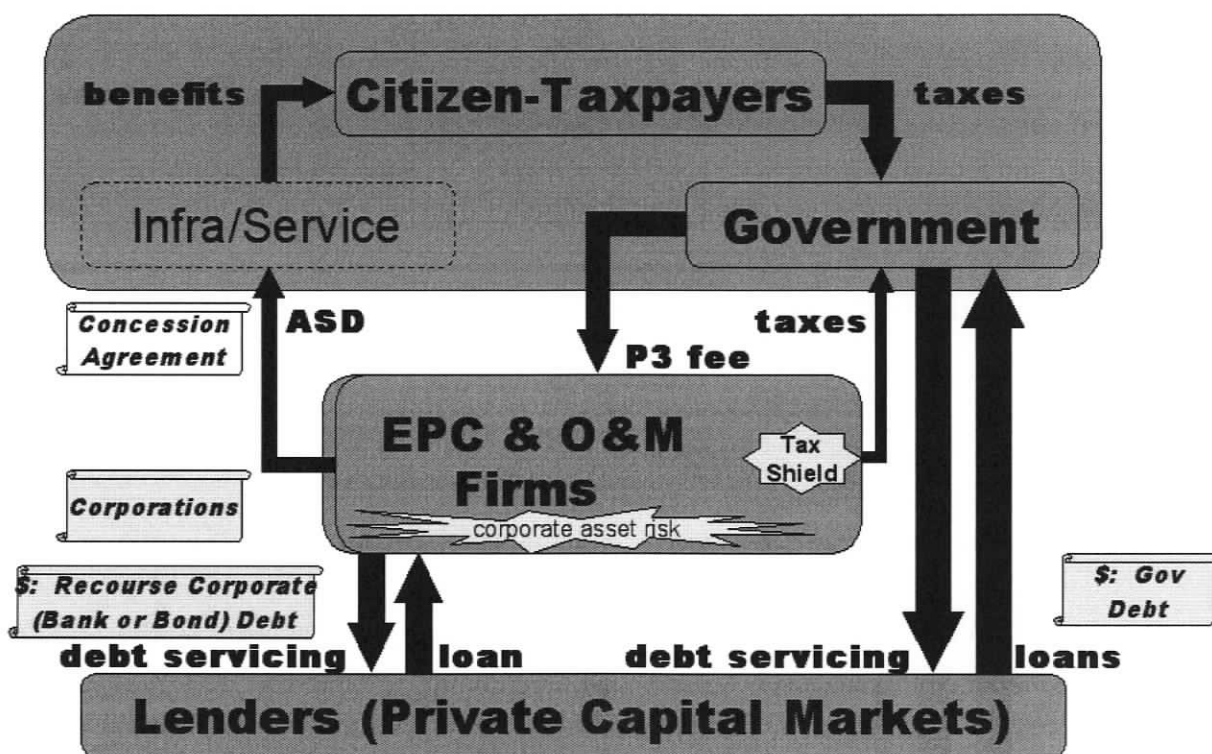 benefits
Citizen-Taxpayers
taxes
Infra/Service
Government
Concession
Agreement
ASD
taxes
P3 fee
EPC & O&M
Firms
Tax
Shield
Corporations
corporate asset risk
$: Recourse Corporate
(Bank or Bond) Debt
$: Gov
Debt
debt servicing
loan
debt servicing
loans
Lenders (Private Capital Markets)